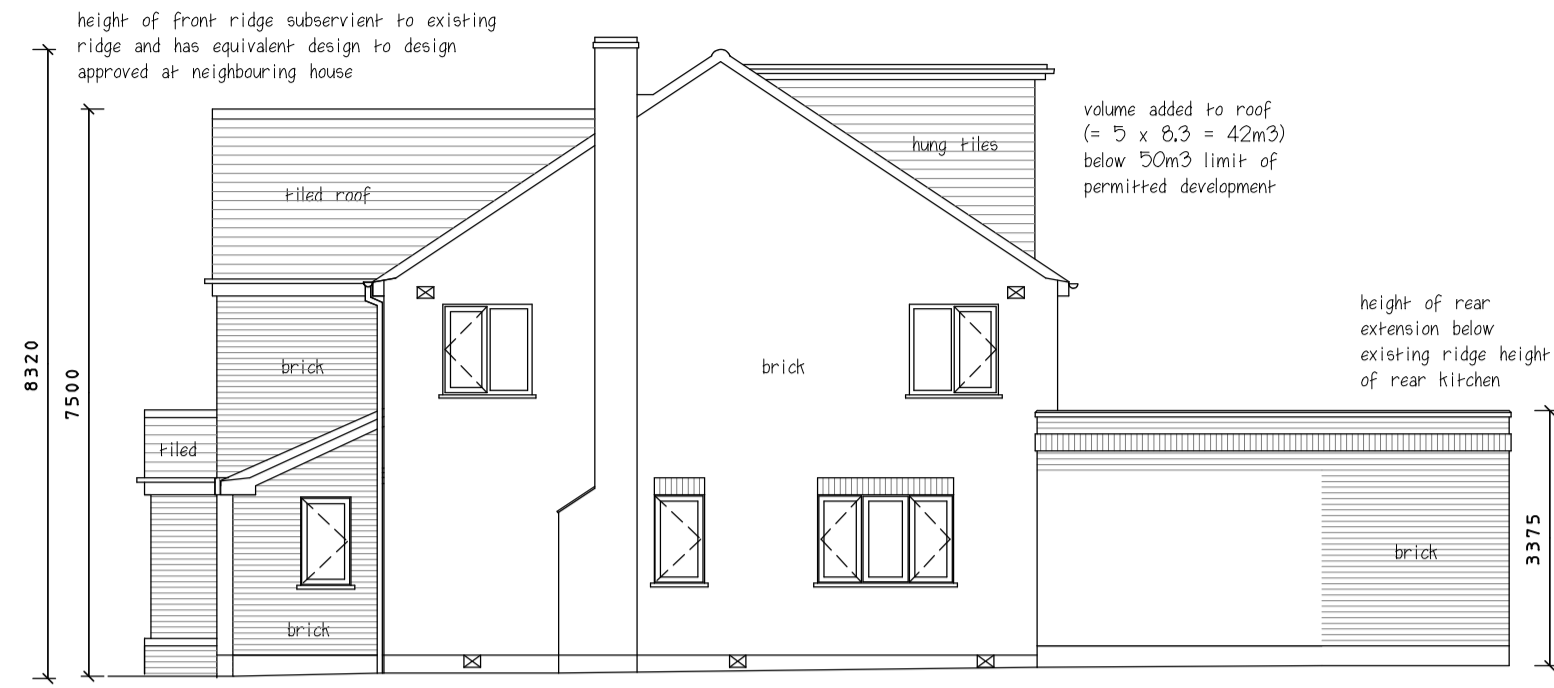 height of front ridge subservient to existing
ridge and has equivalent design to design
approved at neighbouring house
volume added to roof
(= 5 x 8.3 = 42m3)
below 50m3 limit of
permitted development
hung tiles
tiled roof
height of rear
extension below
existing ridge height
of rear kitchen
8320
7500
brick
brick
tiled
3375
brick
brick